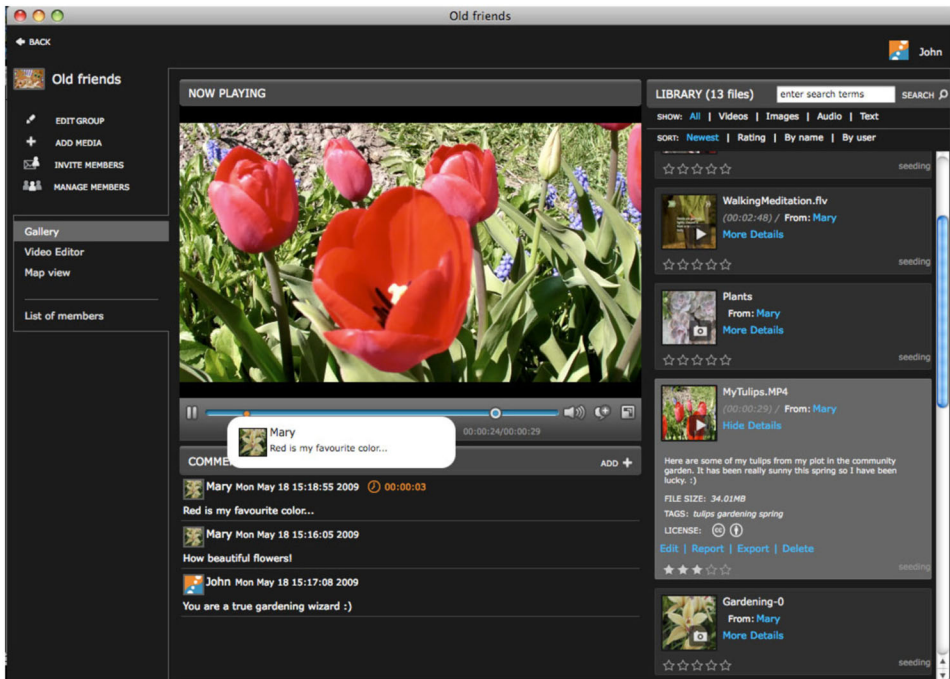 Old friends
BACK
John
Old friends
EDIT GROUP
ADD MEDIA
INVITE MEMBERS
MANAGE MEMBERS
Gallery
Video Editor
Map view
List of members
NOW PLAYING
00:00:24/00:00:29
Mary
Red is my favourite color...
COMME
ADD
Mary Mon May 18 15:18:55 2009 00:00:03
Red is my favourite color...
Mary Mon May 18 15:16:05 2009
How beautiful flowers!
John Mon May 18 15:17:08 2009
You are a true gardening wizard :)
LIBRARY (13 files) enter search terms SEARCH
SHOW: All | Videos | Images | Audio | Text
SORT: Newest | Rating | By name | By user
seeding
WalkingMeditation.flv
(00:02:48) / From: Mary
More Details
seeding
Plants
From: Mary
More Details
seeding
MyTulips.MP4
(00:00:29) / From: Mary
Hide Details
Here are some of my tulips from my plot in the community
garden. It has been really sunny this spring so I have been
lucky. :)
FILE SIZE: 34.01MB
TAGS: tulips gardening spring
LICENSE: cc
Edit | Report | Export | Delete
seeding
Gardening-0
From: Mary
More Details
seeding